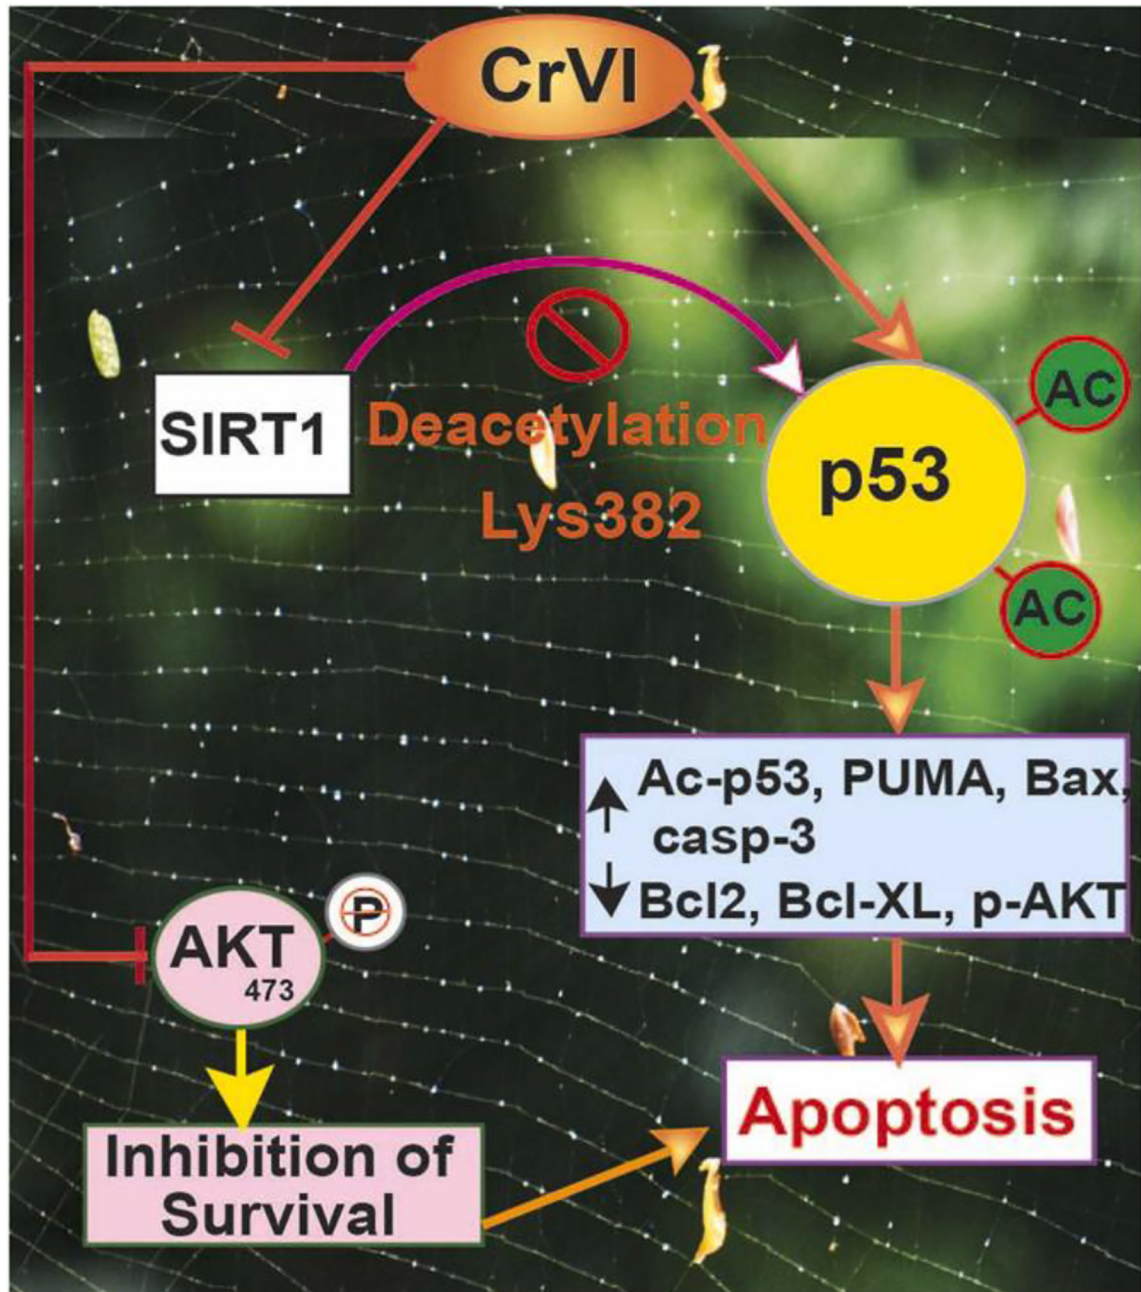 CrVI
SIRT1
Deacetylation
Lys382
p53
AC
AC
Ac-p53, PUMA, Bax,
casp-3
Bcl2, Bcl-XL, p-AKT
P
AKT
473
Inhibition of
Survival
Apoptosis